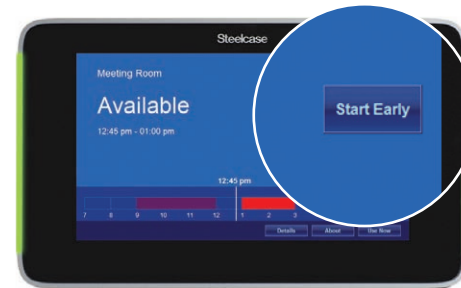 Steelcase
Meeting Room
Available
12:45 pm - 01:00 pm
Start Early
12:45 pm
7 8 9 10 11 12 1 2 3
Details About Use Now